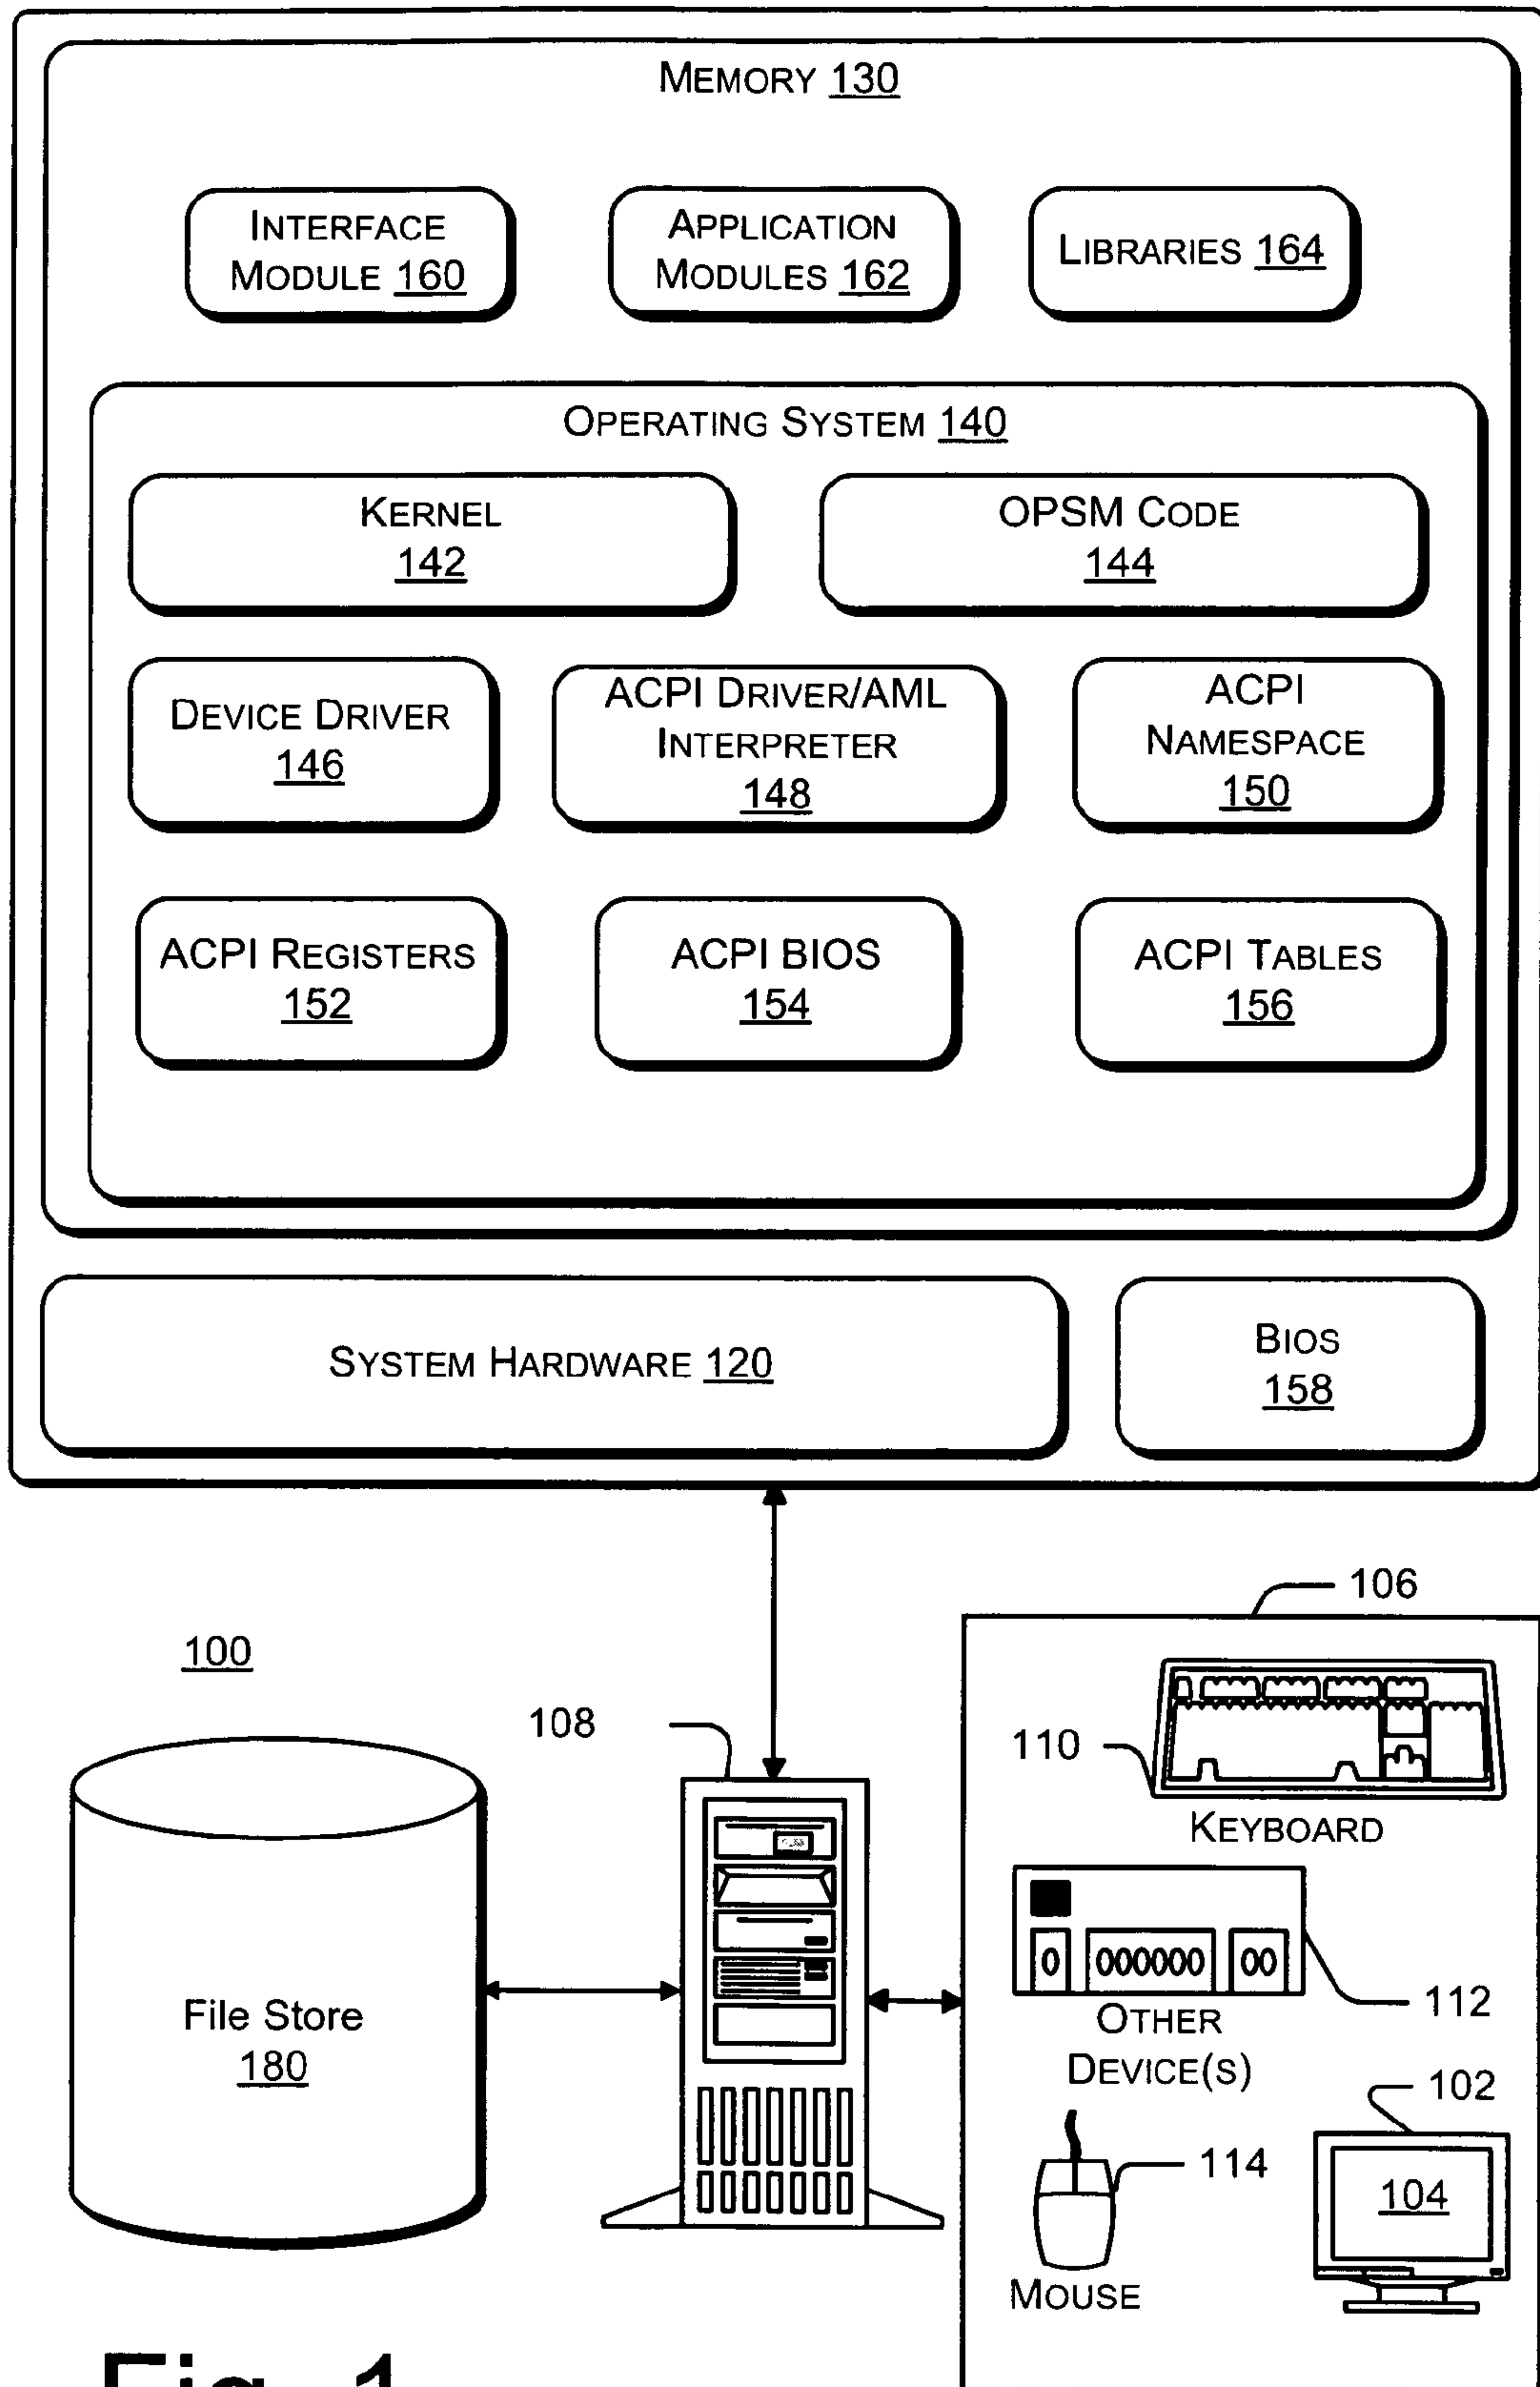 MEMORY 130
INTERFACE
MODULE 160
APPLICATION
MODULES 162
LIBRARIES 164
OPERATING SYSTEM 140
KERNEL
142
OPSM CODE
144
DEVICE DRIVER
146
ACPI DRIVER/AML
INTERPRETER
148
ACPI
NAMESPACE
150
ACPI REGISTERS
152
ACPI BIOS
154
ACPI TABLES
156
SYSTEM HARDWARE 120
BIOS
158
106
100
108
110
KEYBOARD
File Store
180
112
OTHER
DEVICE(S)
102
114
104
MOUSE
Fig. 1